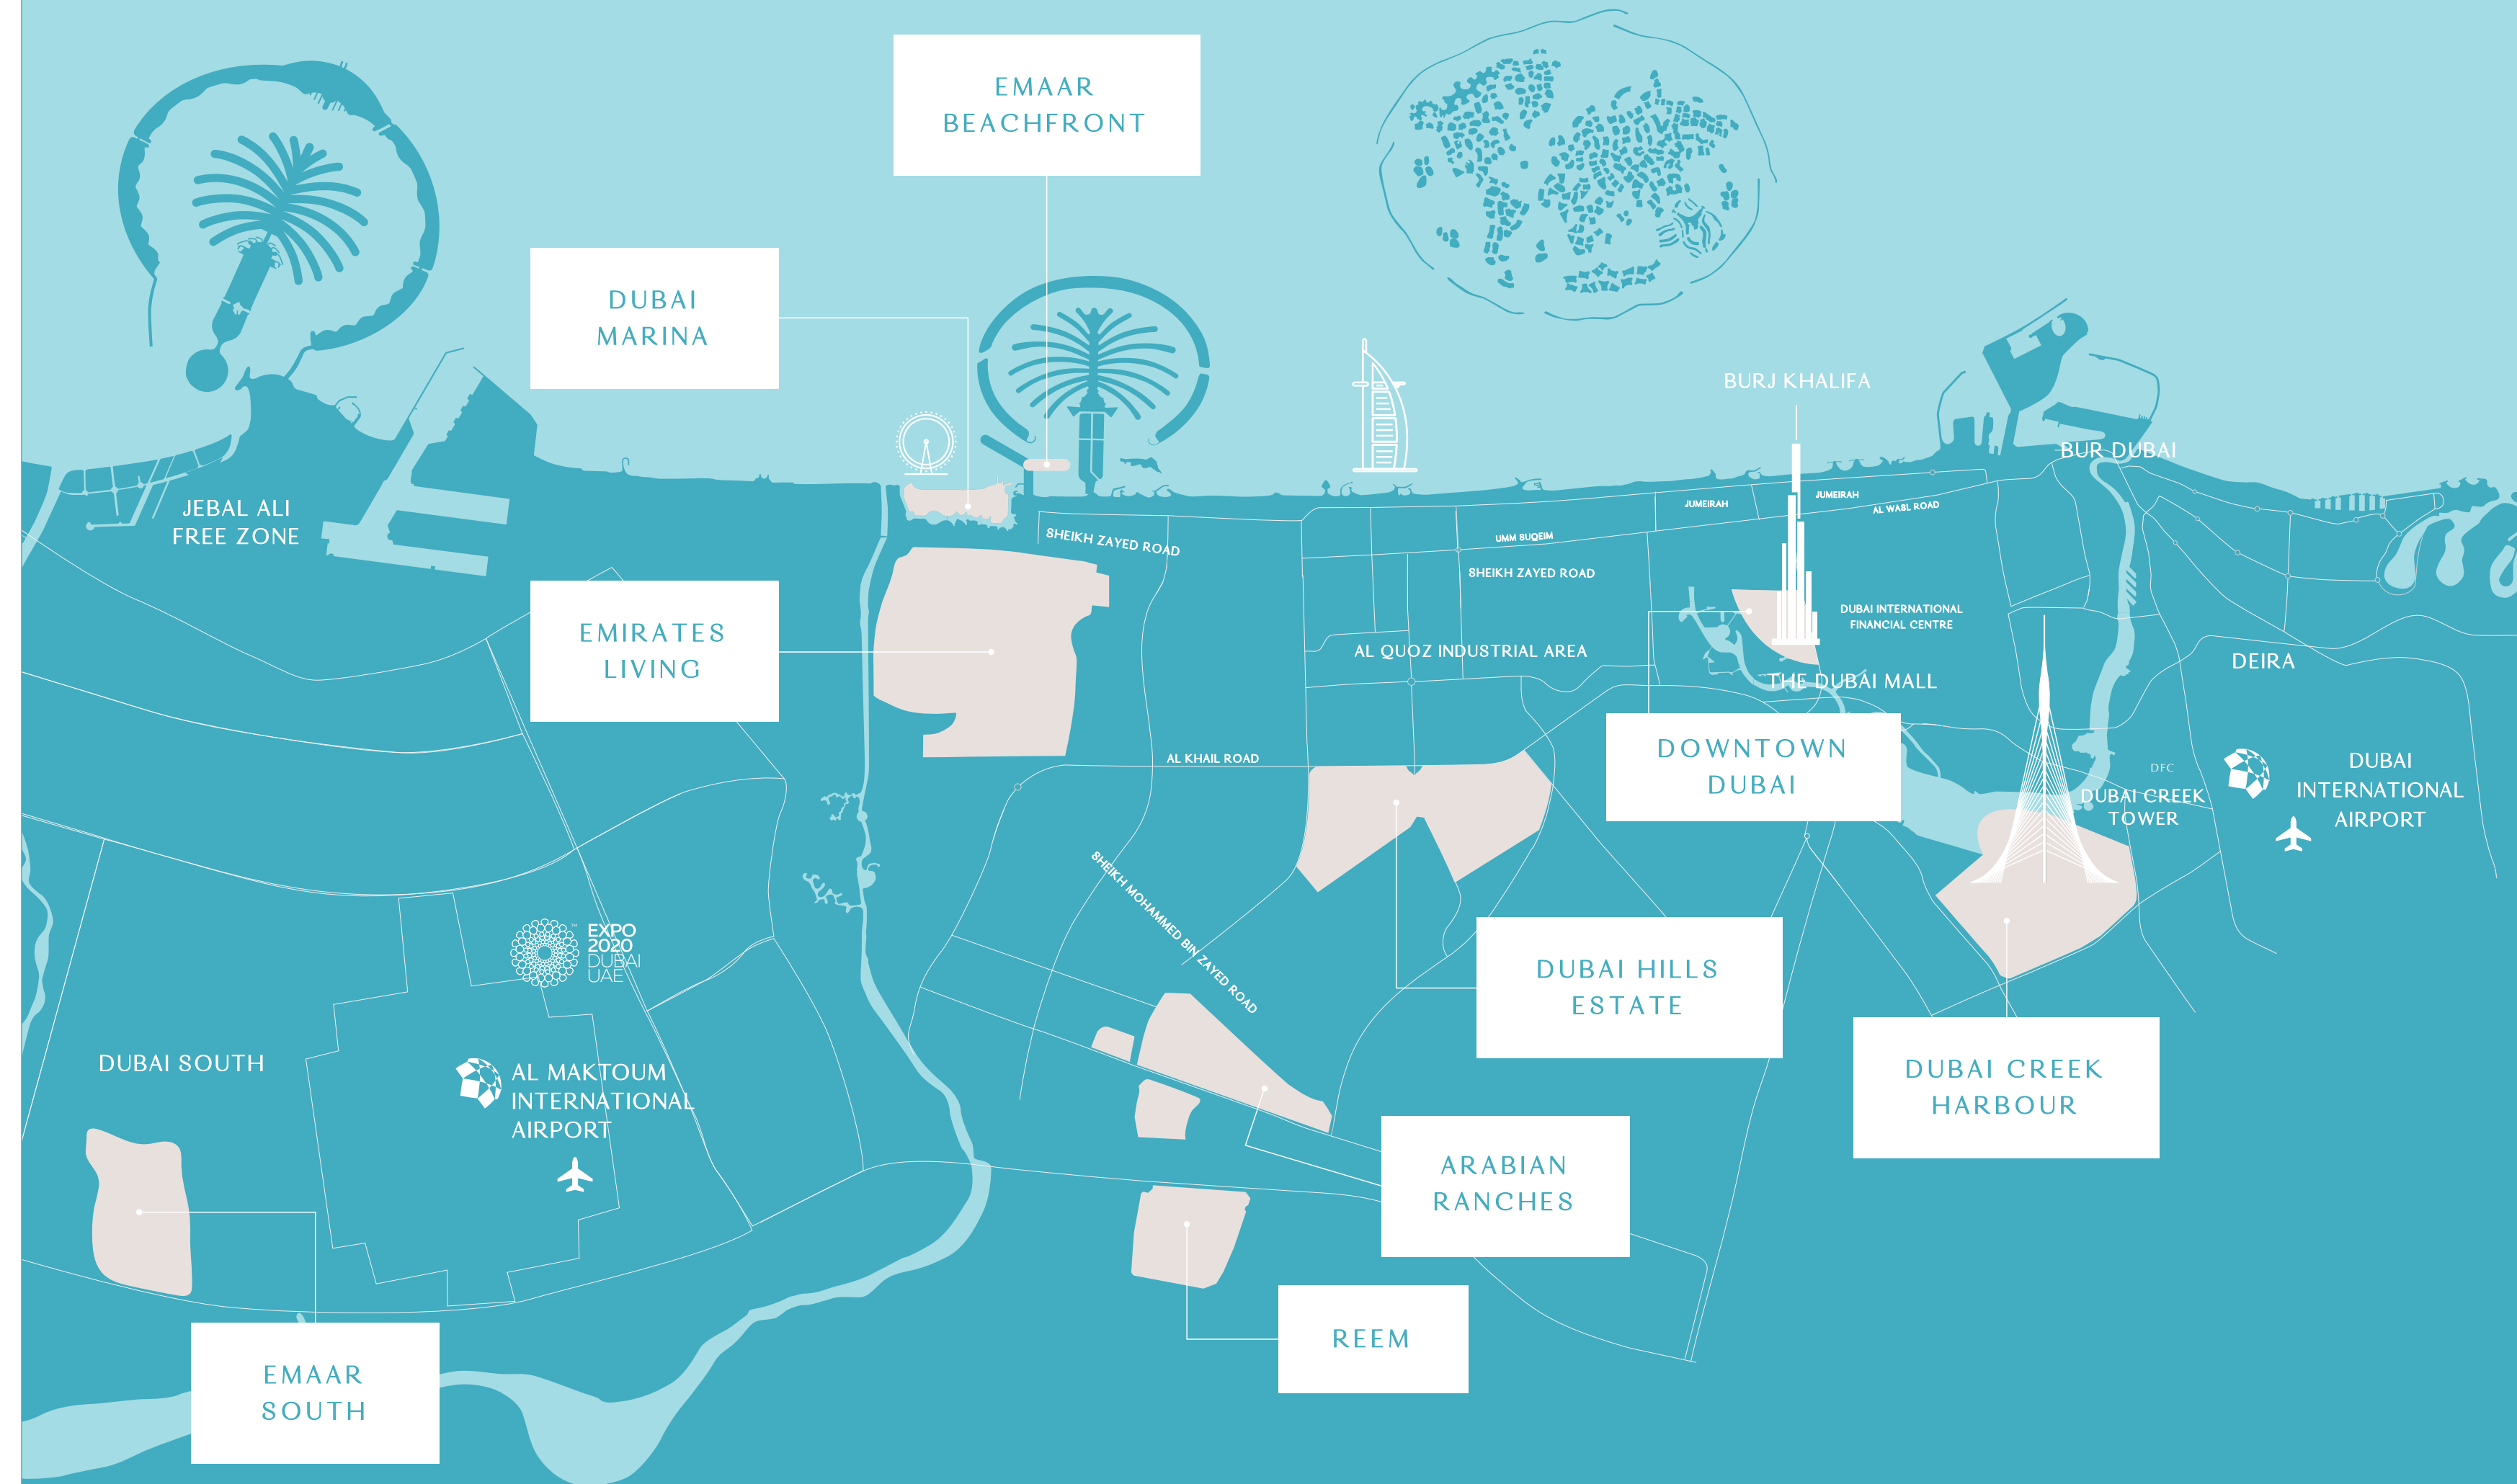 EMAAR
BEACHFRONT
DUBAI
MARINA
BURJ KHALIFA
BUR DUBAI
JEBAL ALI
FREE ZONE
JUMEIRAH
JUMEIRAH
AL WABL ROAD
SHEIKH ZAYED ROAD
UMM SUQEIM
SHEIKH ZAYED ROAD
DUBAI INTERNATIONAL
FINANCIAL CENTRE
EMIRATES
LIVING
AL QUOZ INDUSTRIAL AREA
DEIRA
THE DUBAI MALL
DOWNTOWN
DUBAI
AL KHAIL ROAD
DFC
DUBAI
INTERNATIONAL
AIRPORT
DUBAI CREEK
TOWER
SHEIKH MOHAMMED BIN ZAYED ROAD
EXPO
2020
DUBAI
UAE
TM
DUBAI HILLS
ESTATE
DUBAI SOUTH
AL MAKTOUM
INTERNATIONAL
AIRPORT
DUBAI CREEK
HARBOUR
ARABIAN
RANCHES
REEM
EMAAR
SOUTH